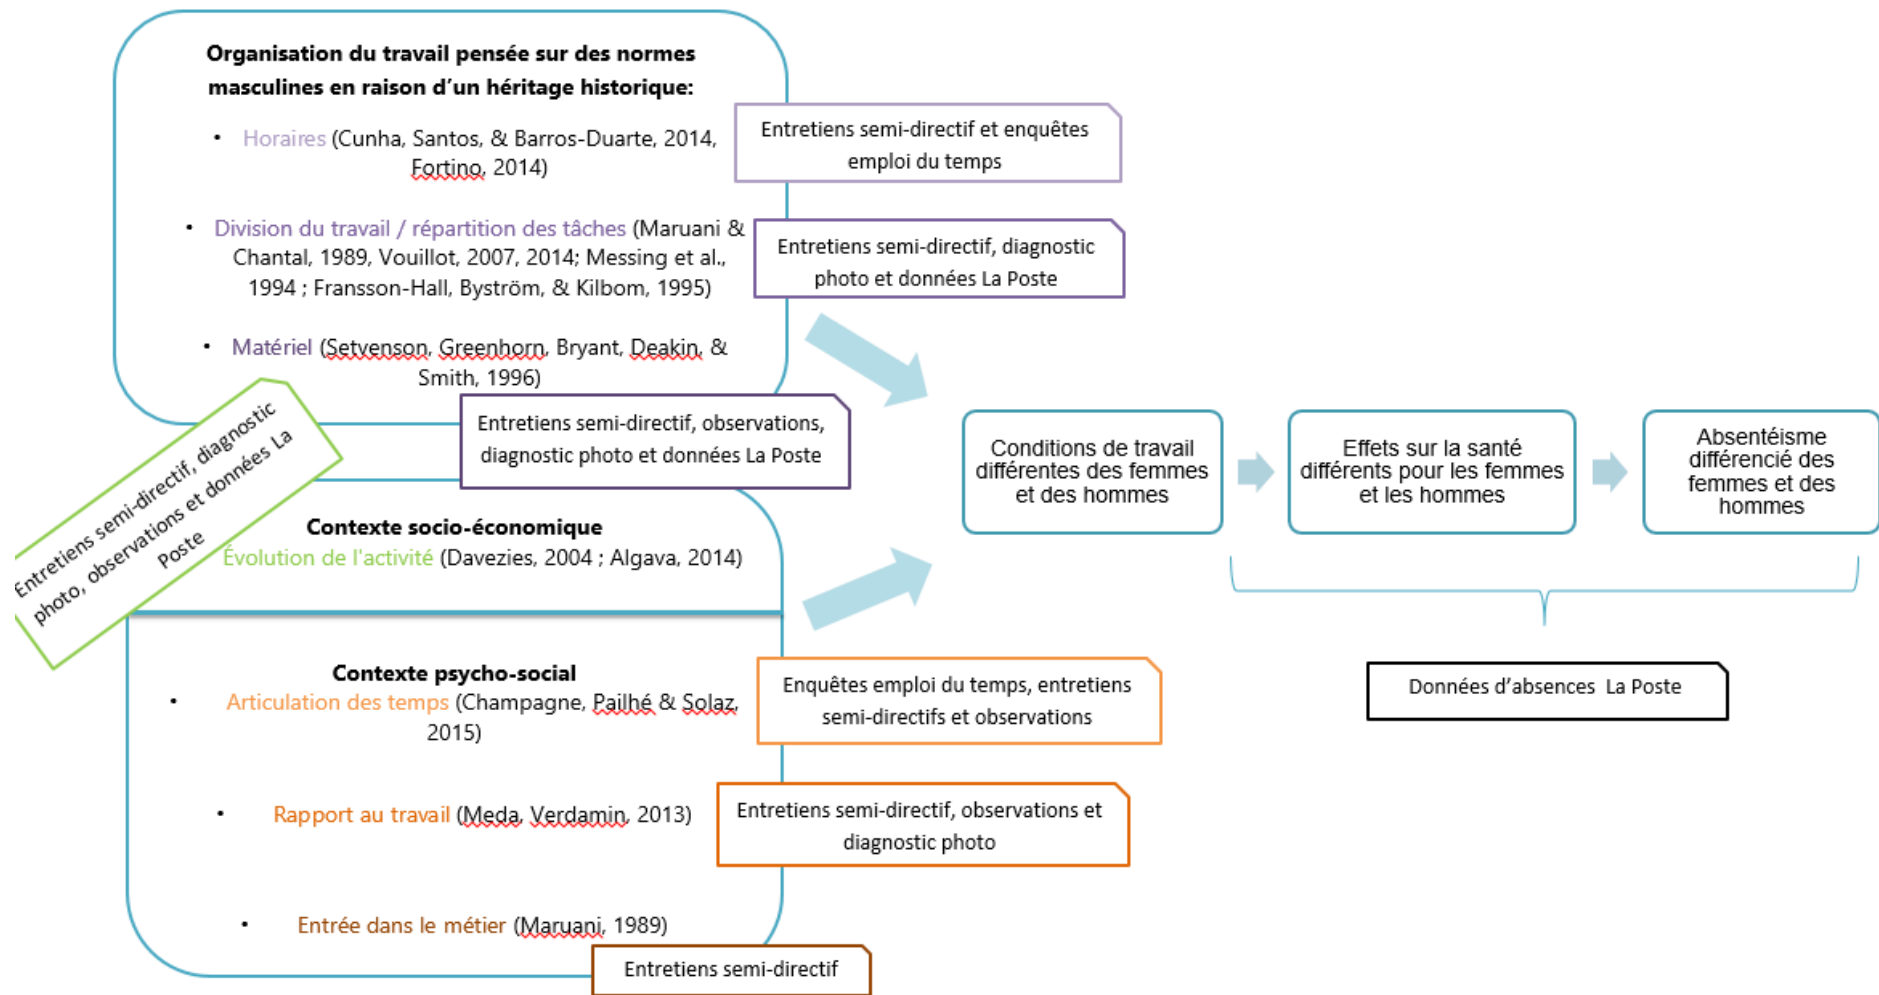 Organisation du travail pensée sur des normes
masculines en raison d’un héritage historique:
• Horaires (Cunha, Santos, & Barros-Duarte, 2014,
Fortino, 2014)
Entretiens semi-directif et enquêtes
emploi du temps
• Division du travail / répartition des tâches (Maruani &
Chantal, 1989, Vouillot, 2007, 2014; Messing et al.,
1994 ; Fransson-Hall, Byström, & Kilbom, 1995)
Entretiens semi-directif, diagnostic
photo et données La Poste
• Matériel (Setvenson, Greenhorn, Bryant, Deakin, &
Smith, 1996)
Entretiens semi-directif, observations,
diagnostic photo et données La Poste
Entretiens semi-directif, diagnostic
photo, observations et données La
Poste
Contexte socio-économique
Évolution de l'activité (Davezies, 2004 ; Algava, 2014)
Contexte psycho-social
• Articulation des temps (Champagne, Pailhé & Solaz,
2015)
Enquêtes emploi du temps, entretiens
semi-directifs et observations
• Rapport au travail (Meda, Verdamin, 2013)
Entretiens semi-directif, observations et
diagnostic photo
• Entrée dans le métier (Maruani, 1989)
Entretiens semi-directif
Conditions de travail
différentes des femmes
et des hommes
Effets sur la santé
différents pour les femmes
et les hommes
Absentéisme
différencié des
femmes et des
hommes
Données d’absences  La Poste